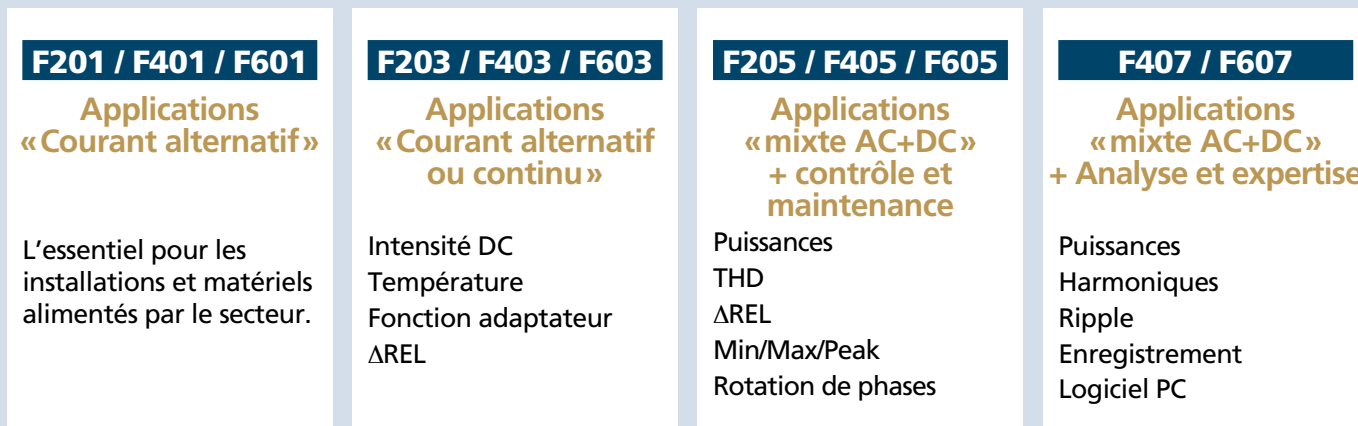 F201 / F401 / F601
Applications
« Courant alternatif »
L’essentiel pour les
installations et matériels
alimentés par le secteur.
F203 / F403 / F603
Applications
« Courant alternatif
ou continu »
Intensité DC
Température
Fonction adaptateur
∆REL
F205 / F405 / F605
Applications
« mixte AC+DC »
+ contrôle et
maintenance
Puissances
THD
∆REL
Min/Max/Peak
Rotation de phases
F407 / F607
Applications
« mixte AC+DC »
+ Analyse et expertise
Puissances
Harmoniques
Ripple
Enregistrement
Logiciel PC